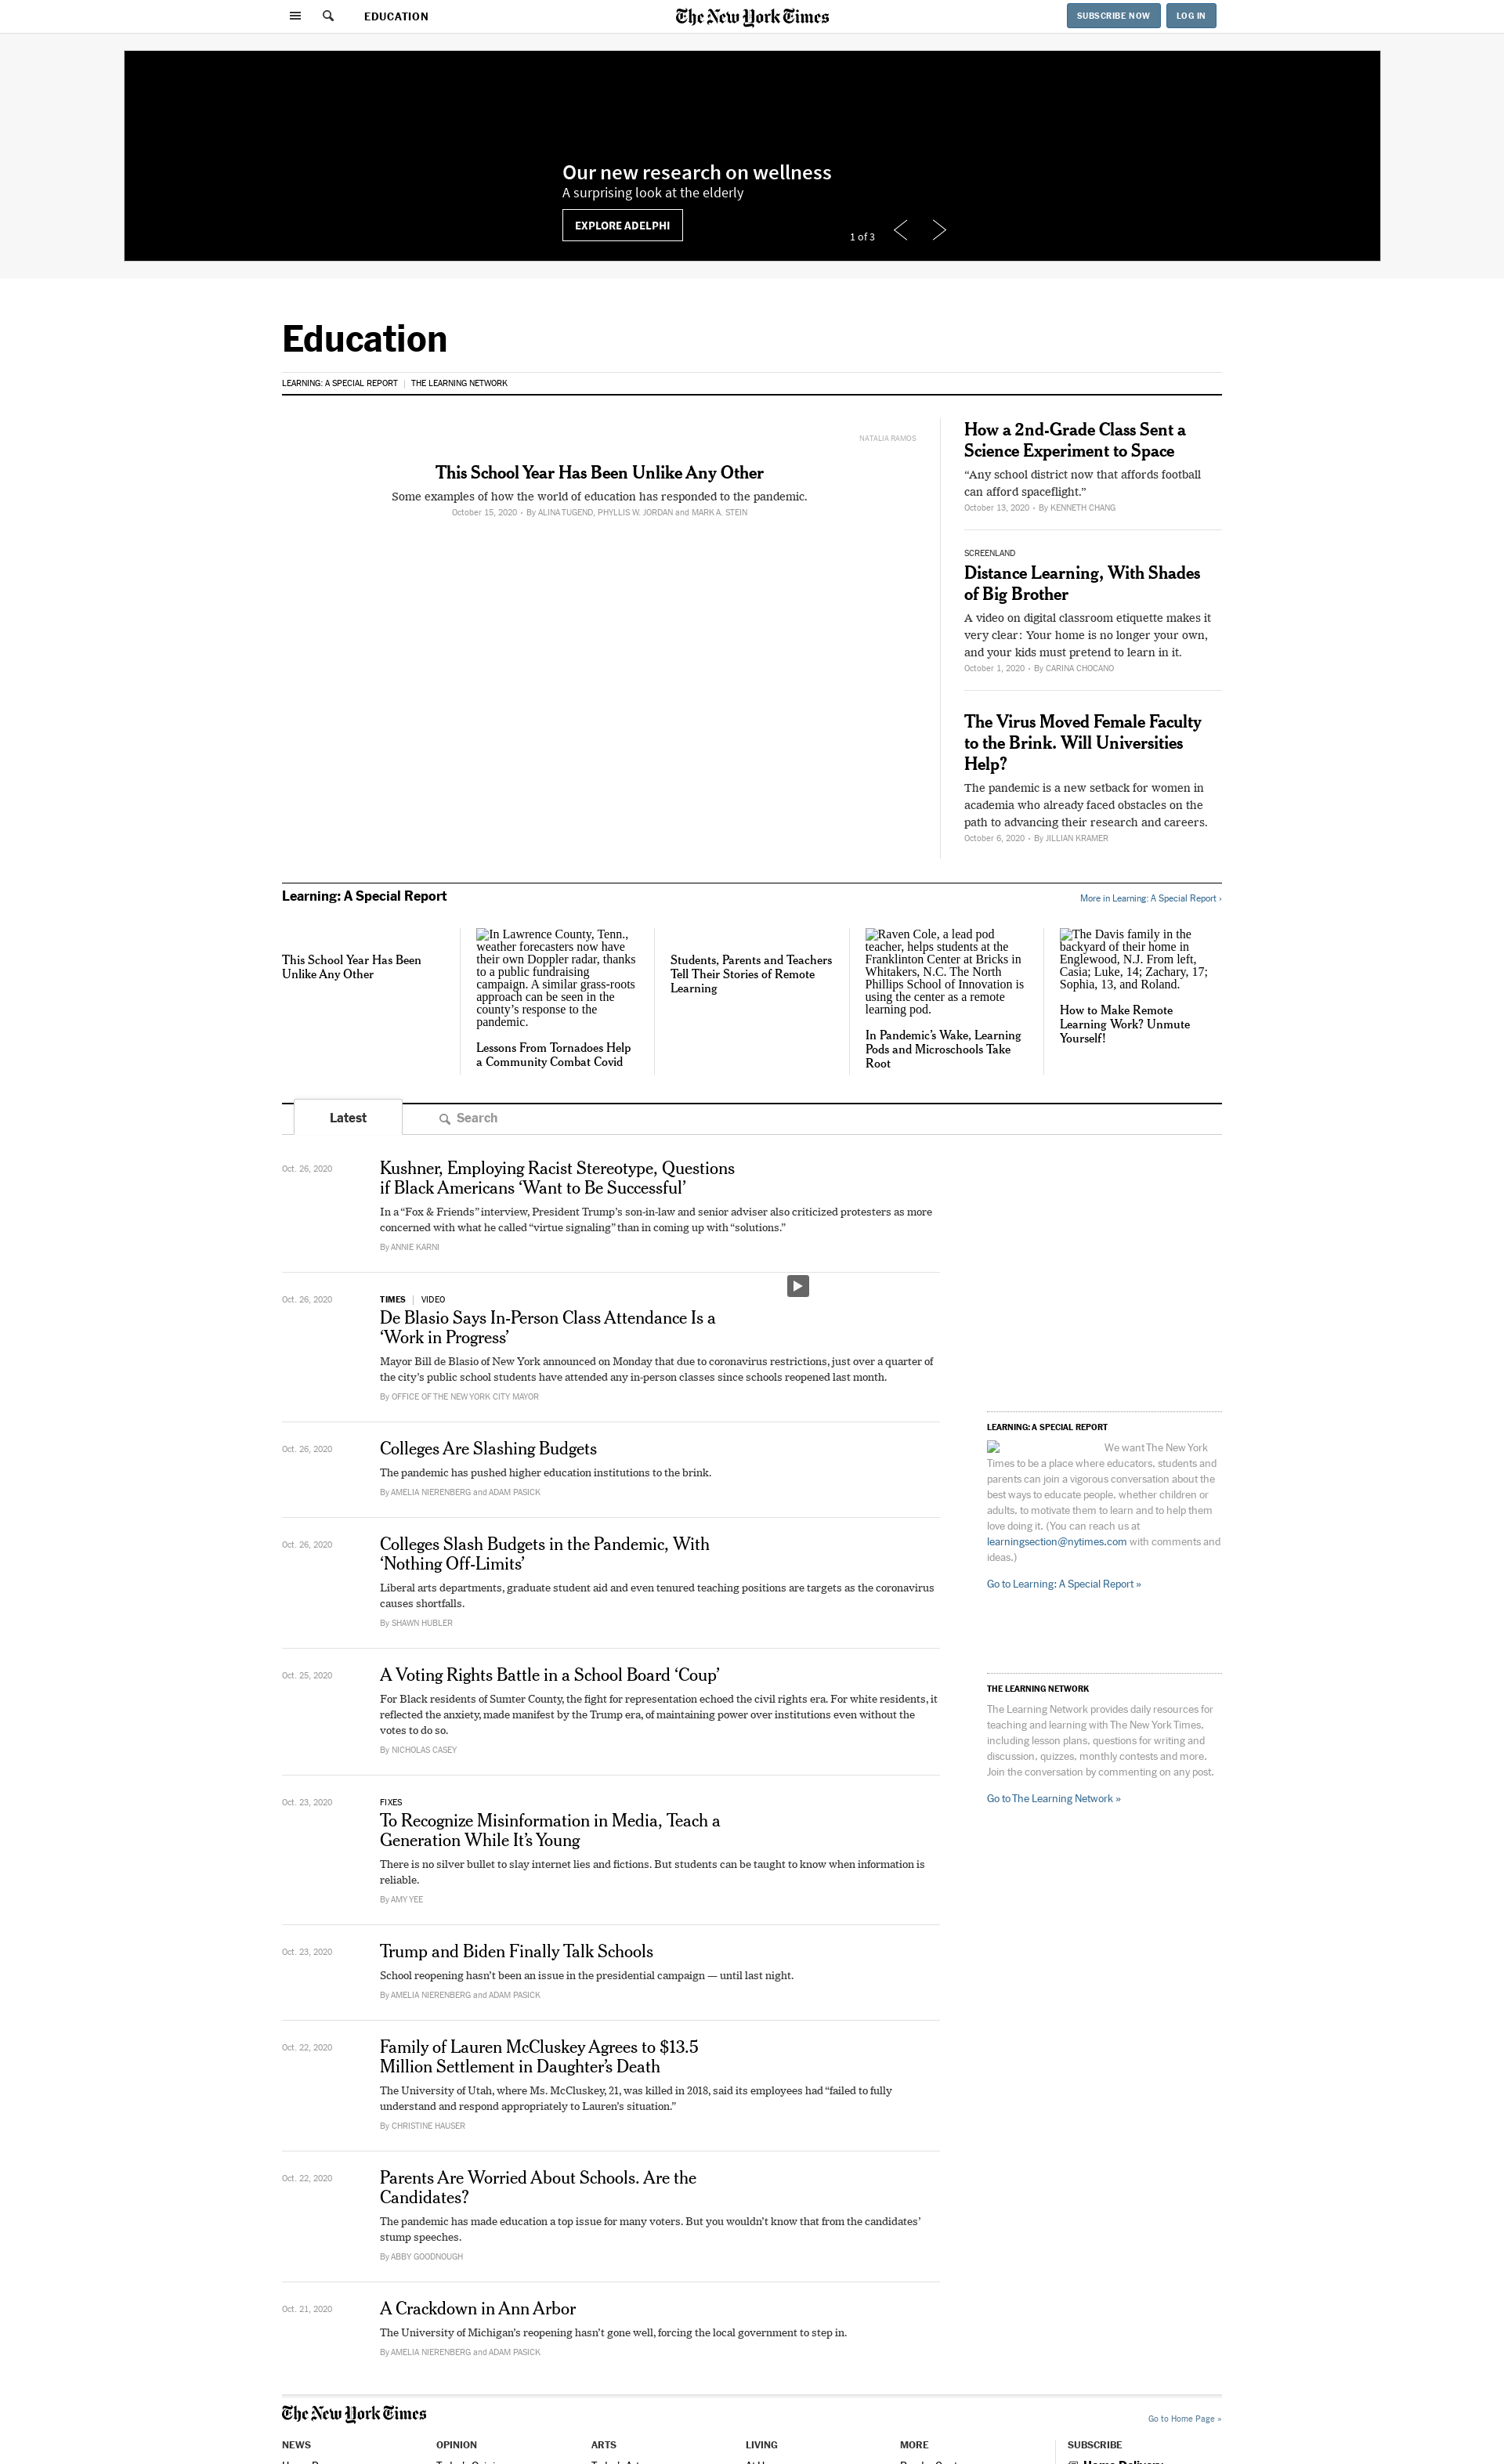 EDUCATION
The New York Times
SUBSCRIBE NOW
LOG IN
Our new research on wellness
A surprising look at the elderly
EXPLORE ADELPHI
1 of 3
Education
LEARNING: A SPECIAL REPORT
THE LEARNING NETWORK
NATALIA RAMOS
This School Year Has Been Unlike Any Other
Some examples of how the world of education has responded to the pandemic.
October 15, 2020 • By ALINA TUGEND, PHYLLIS W. JORDAN and MARK A. STEIN
How a 2nd-Grade Class Sent a
Science Experiment to Space
“Any school district now that affords football
can afford spaceflight.”
October 13, 2020 • By KENNETH CHANG
SCREENLAND
Distance Learning, With Shades
of Big Brother
A video on digital classroom etiquette makes it
very clear: Your home is no longer your own,
and your kids must pretend to learn in it.
October 1, 2020 • By CARINA CHOCANO
The Virus Moved Female Faculty
to the Brink. Will Universities
Help?
The pandemic is a new setback for women in
academia who already faced obstacles on the
path to advancing their research and careers.
October 6, 2020 • By JILLIAN KRAMER
Learning: A Special Report
More in Learning: A Special Report ›
This School Year Has Been
Unlike Any Other
In Lawrence County, Tenn.,
weather forecasters now have
their own Doppler radar, thanks
to a public fundraising
campaign. A similar grass-roots
approach can be seen in the
county’s response to the
pandemic.
Lessons From Tornadoes Help
a Community Combat Covid
Students, Parents and Teachers
Tell Their Stories of Remote
Learning
Raven Cole, a lead pod
teacher, helps students at the
Franklinton Center at Bricks in
Whitakers, N.C. The North
Phillips School of Innovation is
using the center as a remote
learning pod.
In Pandemic’s Wake, Learning
Pods and Microschools Take
Root
The Davis family in the
backyard of their home in
Englewood, N.J. From left,
Casia; Luke, 14; Zachary, 17;
Sophia, 13, and Roland.
How to Make Remote
Learning Work? Unmute
Yourself!
Latest
Search
Oct. 26, 2020
Kushner, Employing Racist Stereotype, Questions
if Black Americans ‘Want to Be Successful’
In a “Fox & Friends” interview, President Trump’s son-in-law and senior adviser also criticized protesters as more
concerned with what he called “virtue signaling” than in coming up with “solutions.”
By ANNIE KARNI
Oct. 26, 2020
TIMES | VIDEO
De Blasio Says In-Person Class Attendance Is a
‘Work in Progress’
Mayor Bill de Blasio of New York announced on Monday that due to coronavirus restrictions, just over a quarter of
the city’s public school students have attended any in-person classes since schools reopened last month.
By OFFICE OF THE NEW YORK CITY MAYOR
Oct. 26, 2020
Colleges Are Slashing Budgets
The pandemic has pushed higher education institutions to the brink.
By AMELIA NIERENBERG and ADAM PASICK
Oct. 26, 2020
Colleges Slash Budgets in the Pandemic, With
‘Nothing Off-Limits’
Liberal arts departments, graduate student aid and even tenured teaching positions are targets as the coronavirus
causes shortfalls.
By SHAWN HUBLER
Oct. 25, 2020
A Voting Rights Battle in a School Board ‘Coup’
For Black residents of Sumter County, the fight for representation echoed the civil rights era. For white residents, it
reflected the anxiety, made manifest by the Trump era, of maintaining power over institutions even without the
votes to do so.
By NICHOLAS CASEY
Oct. 23, 2020
FIXES
To Recognize Misinformation in Media, Teach a
Generation While It’s Young
There is no silver bullet to slay internet lies and fictions. But students can be taught to know when information is
reliable.
By AMY YEE
Oct. 23, 2020
Trump and Biden Finally Talk Schools
School reopening hasn’t been an issue in the presidential campaign — until last night.
By AMELIA NIERENBERG and ADAM PASICK
Oct. 22, 2020
Family of Lauren McCluskey Agrees to $13.5
Million Settlement in Daughter’s Death
The University of Utah, where Ms. McCluskey, 21, was killed in 2018, said its employees had “failed to fully
understand and respond appropriately to Lauren’s situation.”
By CHRISTINE HAUSER
Oct. 22, 2020
Parents Are Worried About Schools. Are the
Candidates?
The pandemic has made education a top issue for many voters. But you wouldn’t know that from the candidates’
stump speeches.
By ABBY GOODNOUGH
Oct. 21, 2020
A Crackdown in Ann Arbor
The University of Michigan’s reopening hasn’t gone well, forcing the local government to step in.
By AMELIA NIERENBERG and ADAM PASICK
LEARNING: A SPECIAL REPORT
We want The New York
Times to be a place where educators, students and
parents can join a vigorous conversation about the
best ways to educate people, whether children or
adults, to motivate them to learn and to help them
love doing it. (You can reach us at
learningsection@nytimes.com with comments and
ideas.)
Go to Learning: A Special Report »
THE LEARNING NETWORK
The Learning Network provides daily resources for
teaching and learning with The New York Times,
including lesson plans, questions for writing and
discussion, quizzes, monthly contests and more.
Join the conversation by commenting on any post.
Go to The Learning Network »
The New York Times
Go to Home Page »
NEWS
OPINION
ARTS
LIVING
MORE
SUBSCRIBE